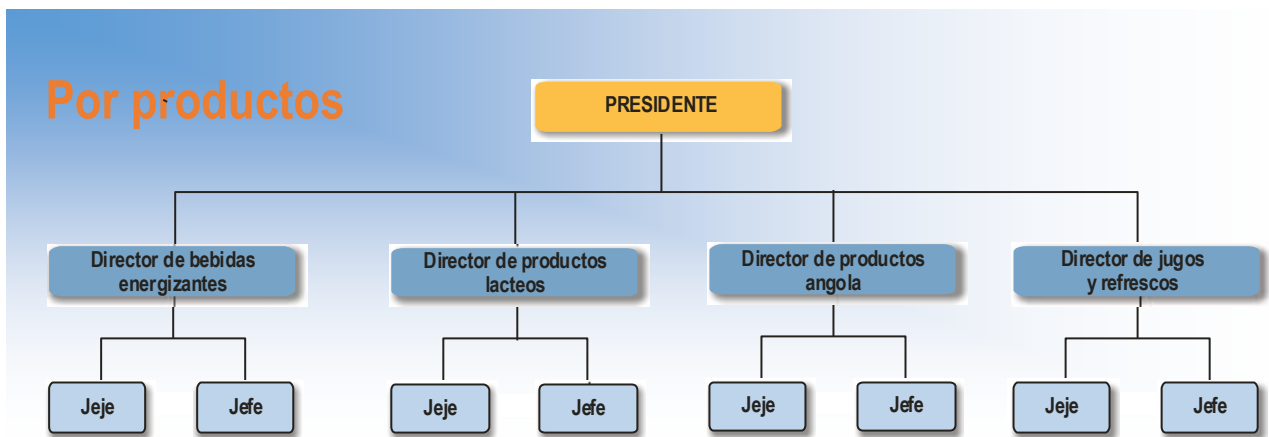 Por productos
PRESIDENTE
Director de bebidas
energizantes
Director de productos
lacteos
Director de productos
angola
Director de jugos
y refrescos
Jeje
Jefe
Jeje
Jefe
Jeje
Jefe
Jeje
Jefe